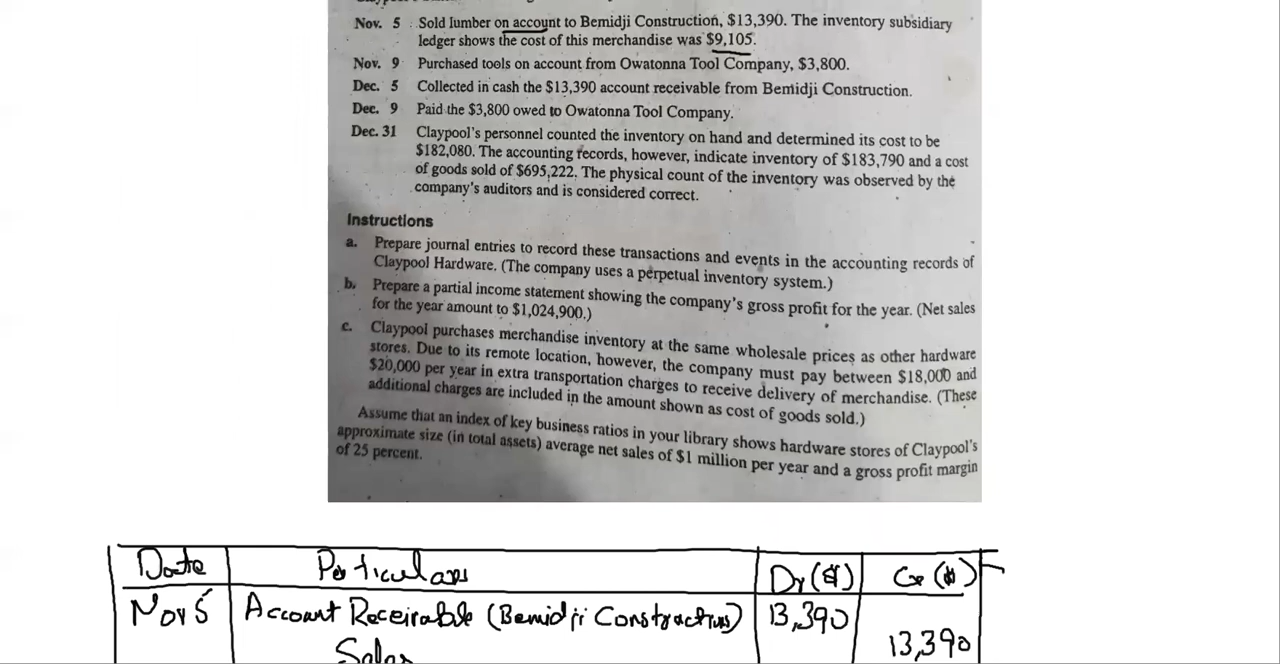 Nov. 5 Sold lumber on account to Bemidji Construction, $13,390. The inventory subsidiary
ledger shows the cost of this merchandise was $9,105.
Nov. 9 Purchased tools on account from Owatonna Tool Company, $3,800.
Dec. 5 Collected in cash the $13,390 account receivable from Bemidji Construction.
Dec. 9 Paid the $3,800 owed to Owatonna Tool Company.
Dec. 31 Claypool's personnel counted the inventory on hand and determined its cost to be
$182,080. The accounting records, however, indicate inventory of $183,790 and a cost
of goods sold of $695,222. The physical count of the inventory was observed by the
company's auditors and is considered correct.
Instructions
a. Prepare journal entries to record these transactions and events in the accounting records of
Claypool Hardware. (The company uses a perpetual inventory system.)
b. Prepare a partial income statement showing the company's gross profit for the year. (Net sales
for the year amount to $1,024,900.)
c. Claypool purchases merchandise inventory at the same wholesale prices as other hardware
stores. Due to its remote location, however, the company must pay between $18,000 and
$20,000 per year in extra transportation charges to receive delivery of merchandise. (These
additional charges are included in the amount shown as cost of goods sold.)
Assume that an index of key business ratios in your library shows hardware stores of Claypool's
approximate size (in total assets) average net sales of $1 million per year and a gross profit margin
of 25 percent.
Date Particulars Dr ($) Cr ($)
Nov 5 Account Receivable (Bemidji Construction) 13,390
Sales 13,390